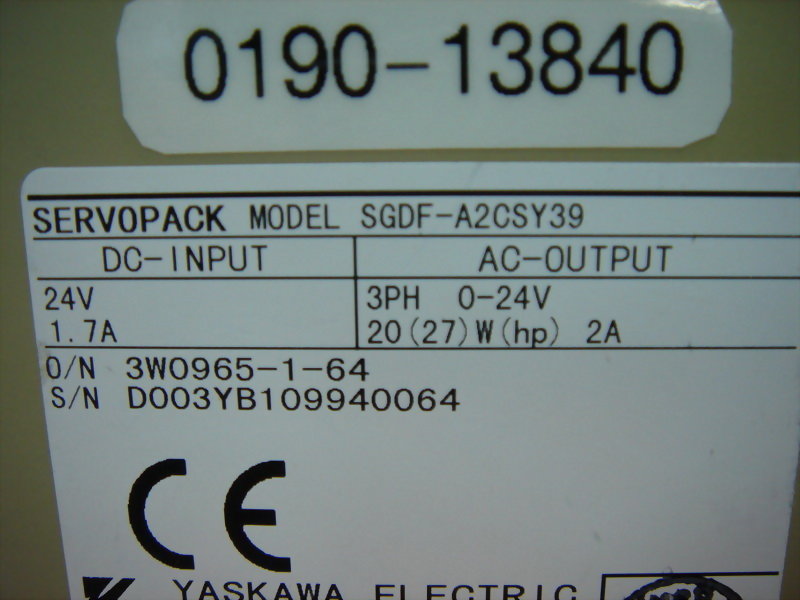 0190-13840
SERVOPACK MODEL SGDF-A2CSY39
DC-INPUT AC-OUTPUT
24V 3PH 0-24V
1.7A 20(27)W(hp) 2A
O/N 3W0965-1-64
S/N D003YB109940064
CE
YASKAWA ELECTRIC